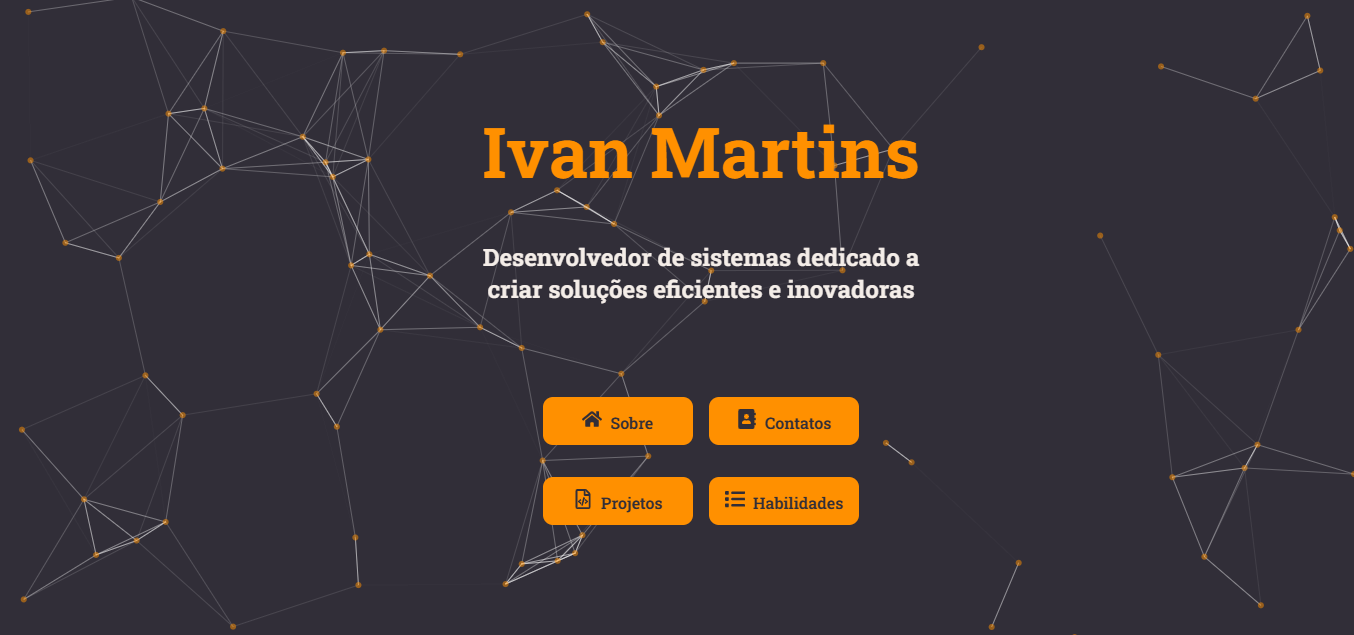 Ivan Martins
Desenvolvedor de sistemas dedicado a
criar soluções eficientes e inovadoras
Sobre
Contatos
Projetos
Habilidades